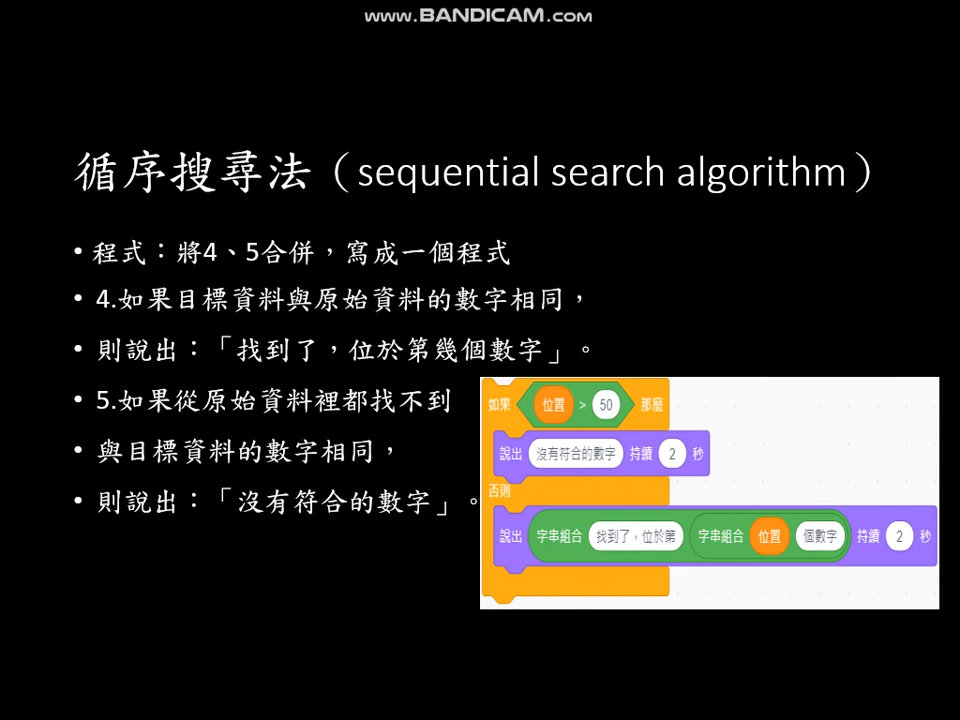 www.BANDICAM.com
循序搜尋法（sequential search algorithm）
• 程式：將4、5合併，寫成一個程式
• 4.如果目標資料與原始資料的數字相同，
• 則說出：「找到了，位於第幾個數字」。
• 5.如果從原始資料裡都找不到
• 與目標資料的數字相同，
• 則說出：「沒有符合的數字」。
如果 位置 > 50 那麼
說出 沒有符合的數字 持續 2 秒
否則
說出 字串組合 找到了，位於第 字串組合 位置 個數字 持續 2 秒